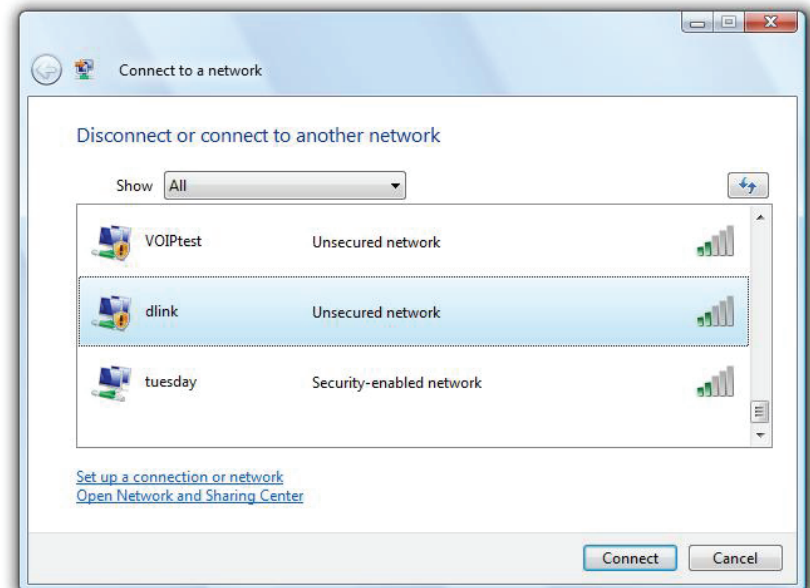 Connect to a network
Disconnect or connect to another network
Show All
VOIPtest Unsecured network
dlink Unsecured network
tuesday Security-enabled network
Set up a connection or network
Open Network and Sharing Center
Connect Cancel